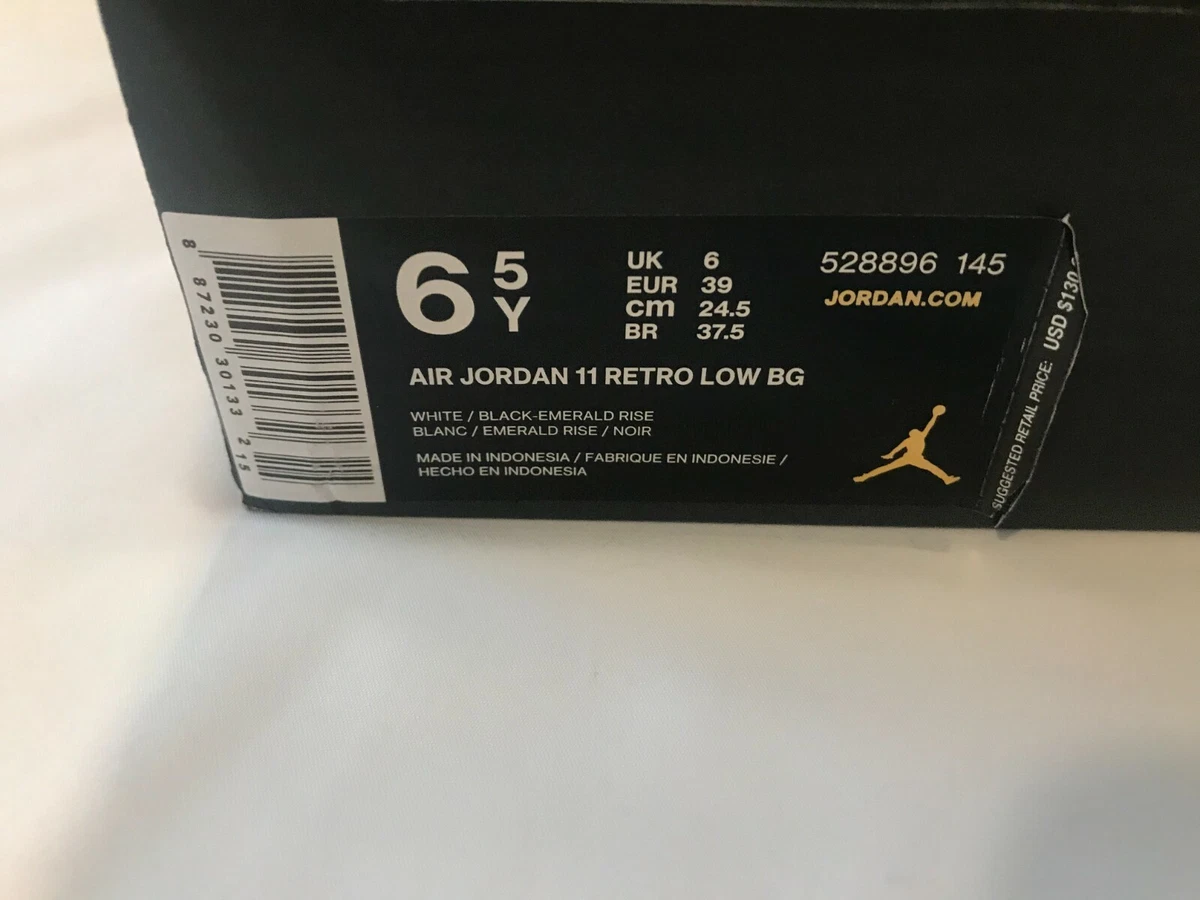 8 87230 30133 2 15
6 5
Y
UK 6
EUR 39
cm 24.5
BR 37.5
528896 145
JORDAN.COM
AIR JORDAN 11 RETRO LOW BG
WHITE / BLACK-EMERALD RISE
BLANC / EMERALD RISE / NOIR
MADE IN INDONESIA / FABRIQUE EN INDONESIE /
HECHO EN INDONESIA
SUGGESTED RETAIL PRICE: USD $130